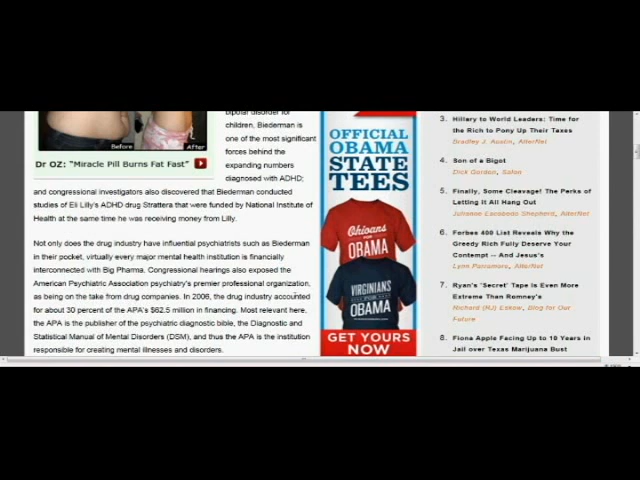 bipolar disorder for
children, Biederman is
one of the most significant
forces behind the
expanding numbers
diagnosed with ADHD;
and congressional investigators also discovered that Biederman conducted
studies of Eli Lilly's ADHD drug Strattera that were funded by National Institute of
Health at the same time he was receiving money from Lilly.
Not only does the drug industry have influential psychiatrists such as Biederman
in their pocket, virtually every major mental health institution is financially
interconnected with Big Pharma. Congressional hearings also exposed the
American Psychiatric Association psychiatry's premier professional organization,
as being on the take from drug companies. In 2006, the drug industry accounted
for about 30 percent of the APA's $62.5 million in financing. Most relevant here,
the APA is the publisher of the psychiatric diagnostic bible, the Diagnostic and
Statistical Manual of Mental Disorders (DSM), and thus the APA is the institution
responsible for creating mental illnesses and disorders.
Before
After
Dr OZ: "Miracle Pill Burns Fat Fast"
OFFICIAL
OBAMA
STATE
TEES
Ohioans
FOR
OBAMA
VIRGINIANS
FOR
OBAMA
GET YOURS
NOW
3. Hillary to World Leaders: Time for
the Rich to Pony Up Their Taxes
Bradley J. Austin, AlterNet
4. Son of a Bigot
Dick Gordon, Salon
5. Finally, Some Cleavage! The Perks of
Letting It All Hang Out
Julianne Escobedo Shepherd, AlterNet
6. Forbes 400 List Reveals Why the
Greedy Rich Fully Deserve Your
Contempt -- And Jesus's
Lynn Parramore, AlterNet
7. Ryan's 'Secret' Tape Is Even More
Extreme Than Romney's
Richard (RJ) Eskow, Blog for Our
Future
8. Fiona Apple Facing Up to 10 Years in
Jail over Texas Marijuana Bust